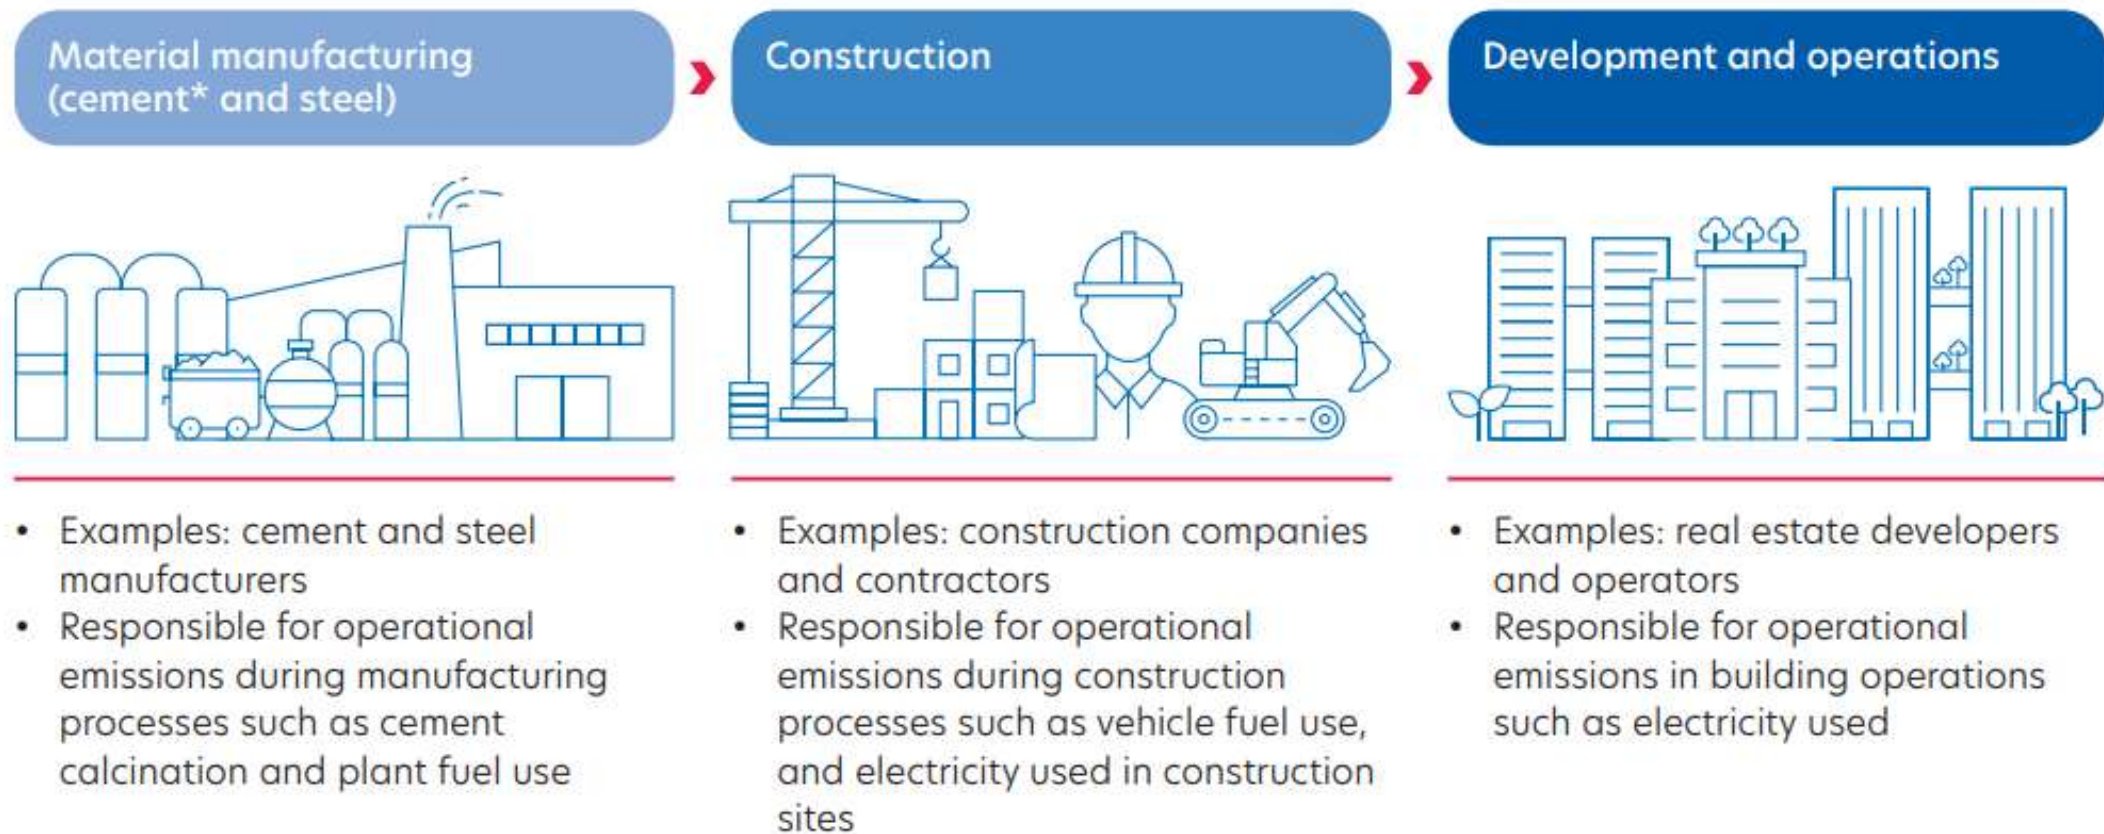 Material manufacturing
(cement* and steel)
Construction
Development and operations
• Examples: cement and steel
manufacturers
• Responsible for operational
emissions during manufacturing
processes such as cement
calcination and plant fuel use
• Examples: construction companies
and contractors
• Responsible for operational
emissions during construction
processes such as vehicle fuel use,
and electricity used in construction
sites
• Examples: real estate developers
and operators
• Responsible for operational
emissions in building operations
such as electricity used